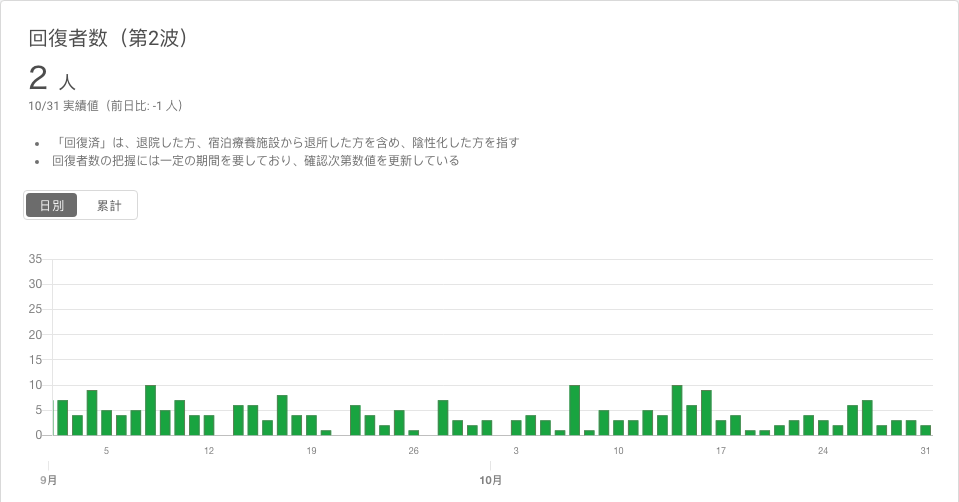 回復者数（第2波）
2 人
10/31 実績値（前日比: -1 人）
• 「回復済」は、退院した方、宿泊療養施設から退所した方を含め、陰性化した方を指す
• 回復者数の把握には一定の期間を要しており、確認次第数値を更新している
日別 累計
35
30
25
20
15
10
5
0
5 12 19 26 3 10 17 24 31
9月 10月